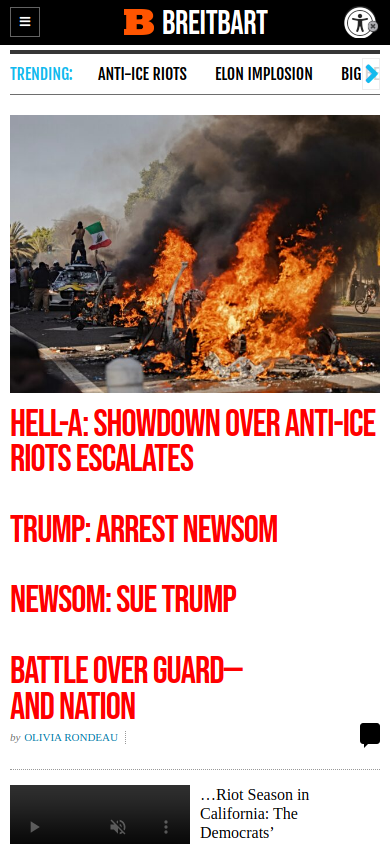 B BREITBART
TRENDING: ANTI-ICE RIOTS ELON IMPLOSION BIG
HELL-A: SHOWDOWN OVER ANTI-ICE
RIOTS ESCALATES
TRUMP: ARREST NEWSOM
NEWSOM: SUE TRUMP
BATTLE OVER GUARD—
AND NATION
by OLIVIA RONDEAU
…Riot Season in
California: The
Democrats’